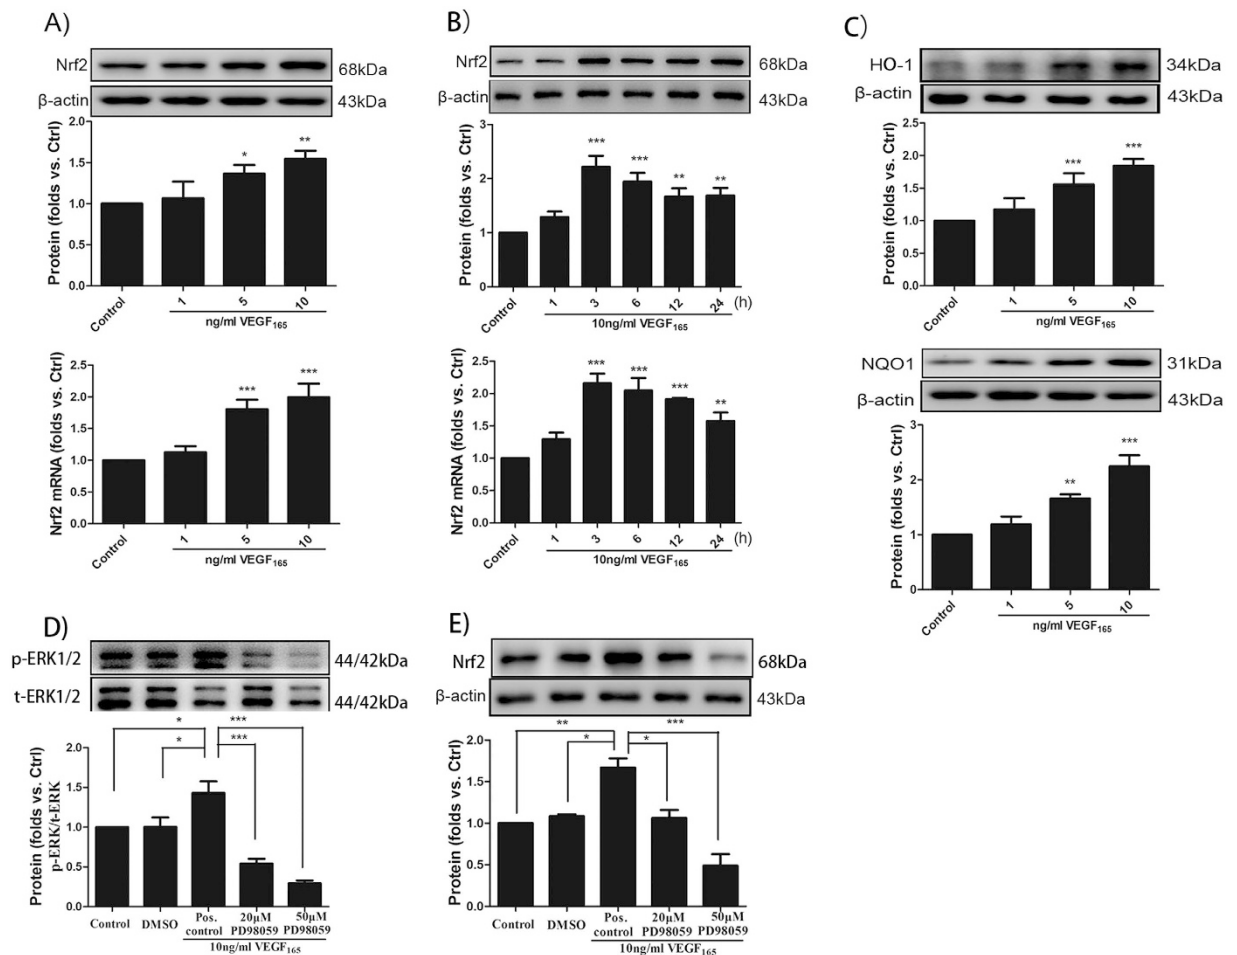 A)
Nrf2
68kDa
β-actin
43kDa
Protein (folds vs. Ctrl)
2.0
1.5
1.0
0.5
0.0
*
**
Control
1
5
10
ng/ml VEGF165
Nrf2 mRNA (folds vs. Ctrl)
2.5
2.0
1.5
1.0
0.5
0.0
***
***
Control
1
5
10
ng/ml VEGF165
B)
Nrf2
68kDa
β-actin
43kDa
Protein (folds vs. Ctrl)
3
2
1
0
***
***
**
**
Control
1
3
6
12
24
(h)
10ng/ml VEGF165
Nrf2 mRNA (folds vs. Ctrl)
2.5
2.0
1.5
1.0
0.5
0.0
***
***
***
**
Control
1
3
6
12
24
(h)
10ng/ml VEGF165
C)
HO-1
34kDa
β-actin
43kDa
Protein (folds vs. Ctrl)
2.5
2.0
1.5
1.0
0.5
0.0
***
***
Control
1
5
10
ng/ml VEGF165
NQO1
31kDa
β-actin
43kDa
Protein (folds vs. Ctrl)
3
2
1
0
**
***
Control
1
5
10
ng/ml VEGF165
D)
p-ERK1/2
44/42kDa
t-ERK1/2
44/42kDa
Protein (folds vs. Ctrl)
p-ERK/t-ERK
2.0
1.5
1.0
0.5
0.0
*
***
*
***
Control
DMSO
Pos.
control
20μM
PD98059
50μM
PD98059
10ng/ml VEGF165
E)
Nrf2
68kDa
β-actin
43kDa
Protein (folds vs. Ctrl)
2.0
1.5
1.0
0.5
0.0
**
***
*
*
Control
DMSO
Pos.
control
20μM
PD98059
50μM
PD98059
10ng/ml VEGF165